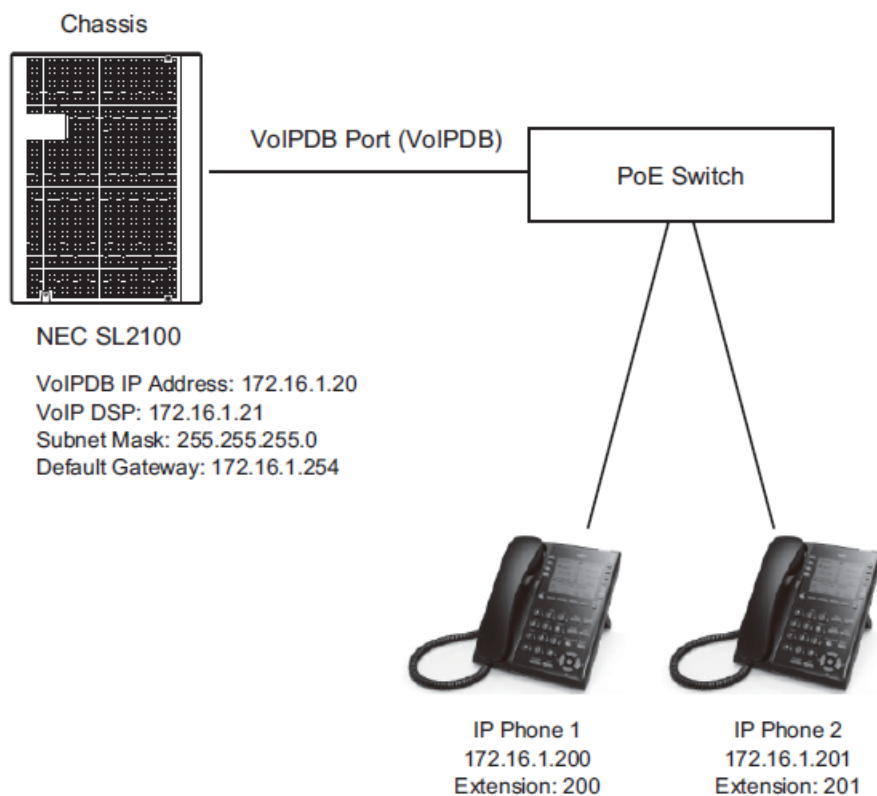 Chassis
VoIPDB Port (VoIPDB)
PoE Switch
NEC SL2100
VoIPDB IP Address: 172.16.1.20
VoIP DSP: 172.16.1.21
Subnet Mask: 255.255.255.0
Default Gateway: 172.16.1.254
IP Phone 1
172.16.1.200
Extension: 200
IP Phone 2
172.16.1.201
Extension: 201